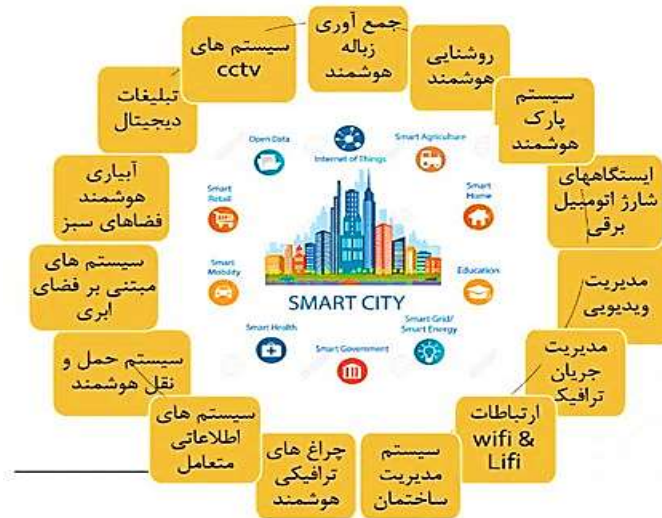 جمع آوری
زباله
هوشمند
روشنایی
هوشمند
سیستم
پارک
هوشمند
ایستگاههای
شارژ اتومبیل
برقی
مدیریت
ویدیویی
مدیریت
جریان
ترافیک
ارتباطات
wifi &
Lifi
سیستم
مدیریت
ساختمان
چراغ های
ترافیکی
هوشمند
سیستم های
اطلاعاتی
متعامل
سیستم حمل و
نقل هوشمند
سیستم های
مبتنی بر فضای
ابری
آبیاری
هوشمند
فضاهای سبز
تبلیغات
دیجیتال
سیستم های
cctv
Open Data
Internet of Things
Smart Agriculture
Smart
Retail
Smart
Home
Smart
Mobility
Education
SMART CITY
Smart Health
Smart Government
Smart Grid/
Smart Energy